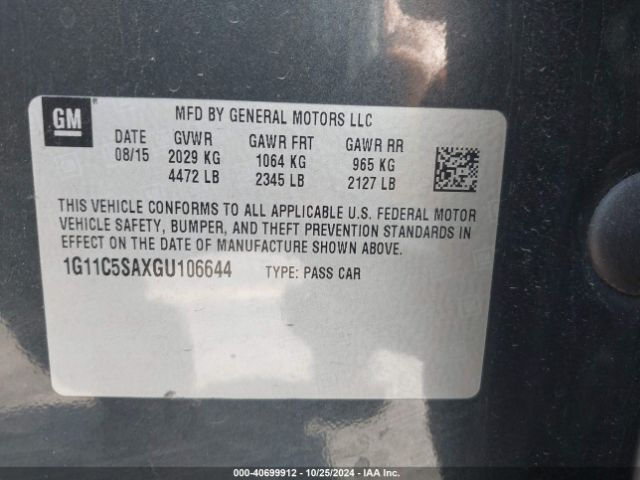 GM
MFD BY GENERAL MOTORS LLC
DATE GVWR GAWR FRT GAWR RR
08/15 2029 KG 1064 KG 965 KG
4472 LB 2345 LB 2127 LB
THIS VEHICLE CONFORMS TO ALL APPLICABLE U.S. FEDERAL MOTOR
VEHICLE SAFETY, BUMPER, AND THEFT PREVENTION STANDARDS IN
EFFECT ON THE DATE OF MANUFACTURE SHOWN ABOVE.
1G11C5SAXGU106644 TYPE: PASS CAR
000-40699912 - 10/25/2024 - IAAI Inc.